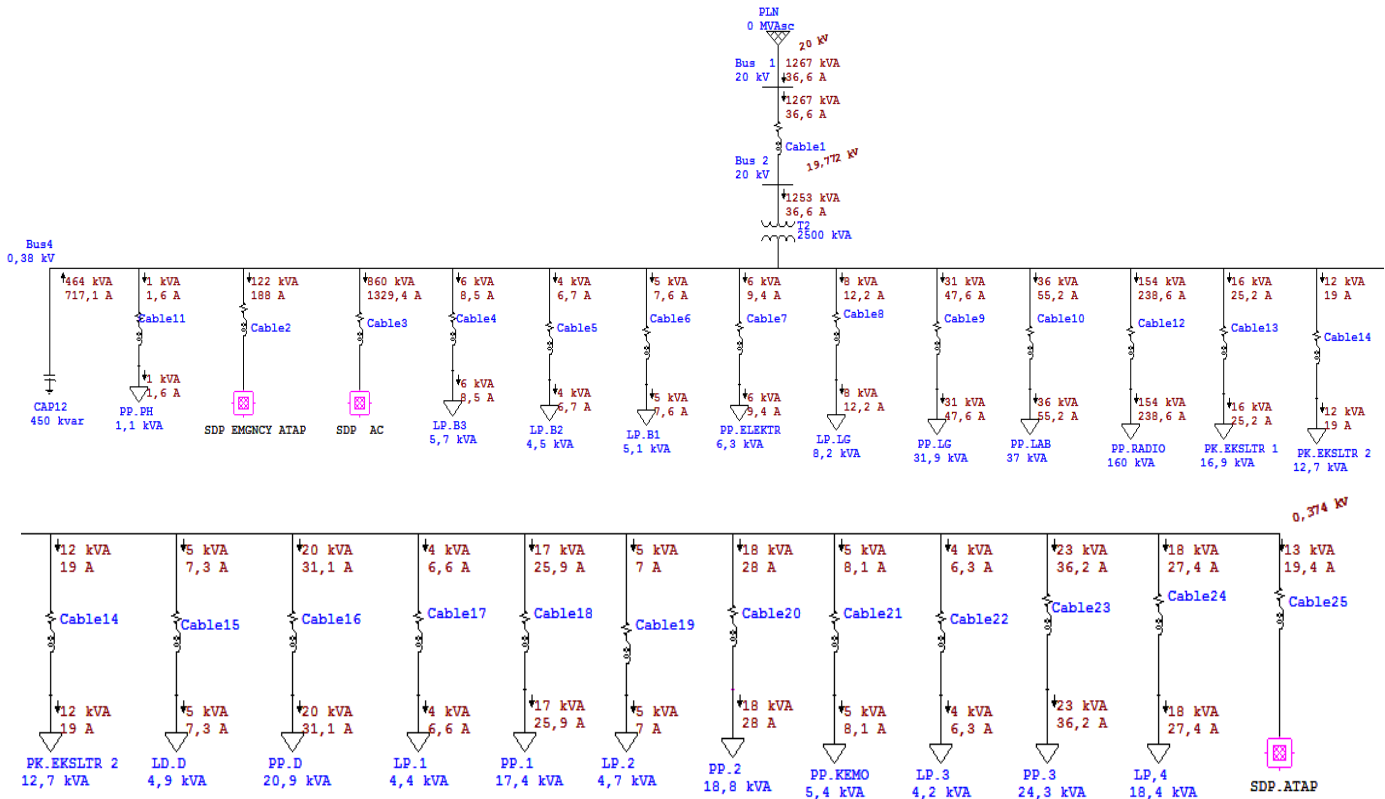 PLN
0 MVAsc
20 kV
Bus 1
20 kV
1267 kVA
36,6 A
1267 kVA
36,6 A
Cable1
Bus 2
20 kV
19,772 kV
1253 kVA
36,6 A
T2
2500 kVA
Bus4
0,38 kV
464 kVA
717,1 A
1 kVA
1,6 A
122 kVA
188 A
860 kVA
1329,4 A
6 kVA
8,5 A
4 kVA
6,7 A
5 kVA
7,6 A
6 kVA
9,4 A
8 kVA
12,2 A
31 kVA
47,6 A
36 kVA
55,2 A
154 kVA
238,6 A
16 kVA
25,2 A
12 kVA
19 A
Cable11
Cable2
Cable3
Cable4
Cable5
Cable6
Cable7
Cable8
Cable9
Cable10
Cable12
Cable13
Cable14
1 kVA
1,6 A
6 kVA
8,5 A
4 kVA
6,7 A
5 kVA
7,6 A
6 kVA
9,4 A
8 kVA
12,2 A
31 kVA
47,6 A
36 kVA
55,2 A
154 kVA
238,6 A
16 kVA
25,2 A
12 kVA
19 A
CAP12
450 kvar
PP.PH
1,1 kVA
SDP EMGNCY ATAP
SDP AC
LP.B3
5,7 kVA
LP.B2
4,5 kVA
LP.B1
5,1 kVA
PP.ELEKTR
6,3 kVA
LP.LG
8,2 kVA
PP.LG
31,9 kVA
PP.LAB
37 kVA
PP.RADIO
160 kVA
PK.EKSLTR 1
16,9 kVA
PK.EKSLTR 2
12,7 kVA
0,374 kV
12 kVA
19 A
5 kVA
7,3 A
20 kVA
31,1 A
4 kVA
6,6 A
17 kVA
25,9 A
5 kVA
7 A
18 kVA
28 A
5 kVA
8,1 A
4 kVA
6,3 A
23 kVA
36,2 A
18 kVA
27,4 A
13 kVA
19,4 A
Cable14
Cable15
Cable16
Cable17
Cable18
Cable19
Cable20
Cable21
Cable22
Cable23
Cable24
Cable25
12 kVA
19 A
5 kVA
7,3 A
20 kVA
31,1 A
4 kVA
6,6 A
17 kVA
25,9 A
5 kVA
7 A
18 kVA
28 A
5 kVA
8,1 A
4 kVA
6,3 A
23 kVA
36,2 A
18 kVA
27,4 A
PK.EKSLTR 2
12,7 kVA
LD.D
4,9 kVA
PP.D
20,9 kVA
LP.1
4,4 kVA
PP.1
17,4 kVA
LP.2
4,7 kVA
PP.2
18,8 kVA
PP.KEMO
5,4 kVA
LP.3
4,2 kVA
PP.3
24,3 kVA
LP,4
18,4 kVA
SDP.ATAP